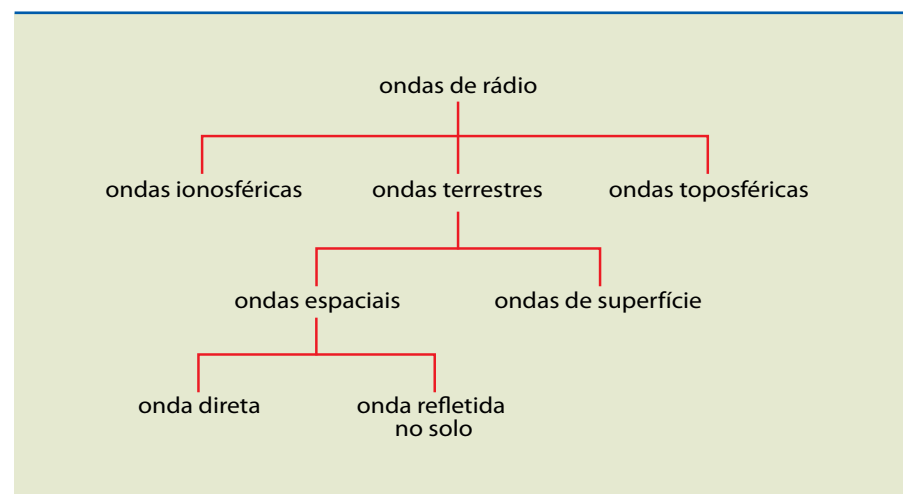 ondas de rádio
ondas ionosféricas
ondas terrestres
ondas toposféricas
ondas espaciais
ondas de superfície
onda direta
onda refletida
no solo